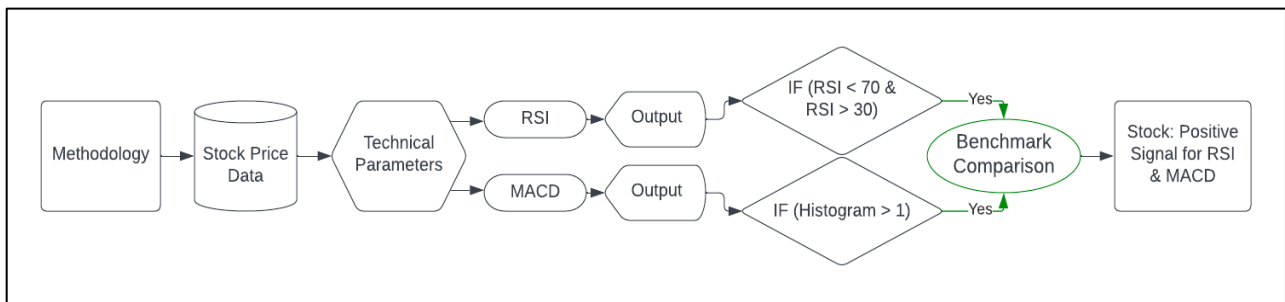 Methodology
Stock Price
Data
Technical
Parameters
RSI
Output
IF (RSI < 70 &
RSI > 30)
Yes
MACD
Output
IF (Histogram > 1)
Yes
Benchmark
Comparison
Stock: Positive
Signal for RSI
& MACD